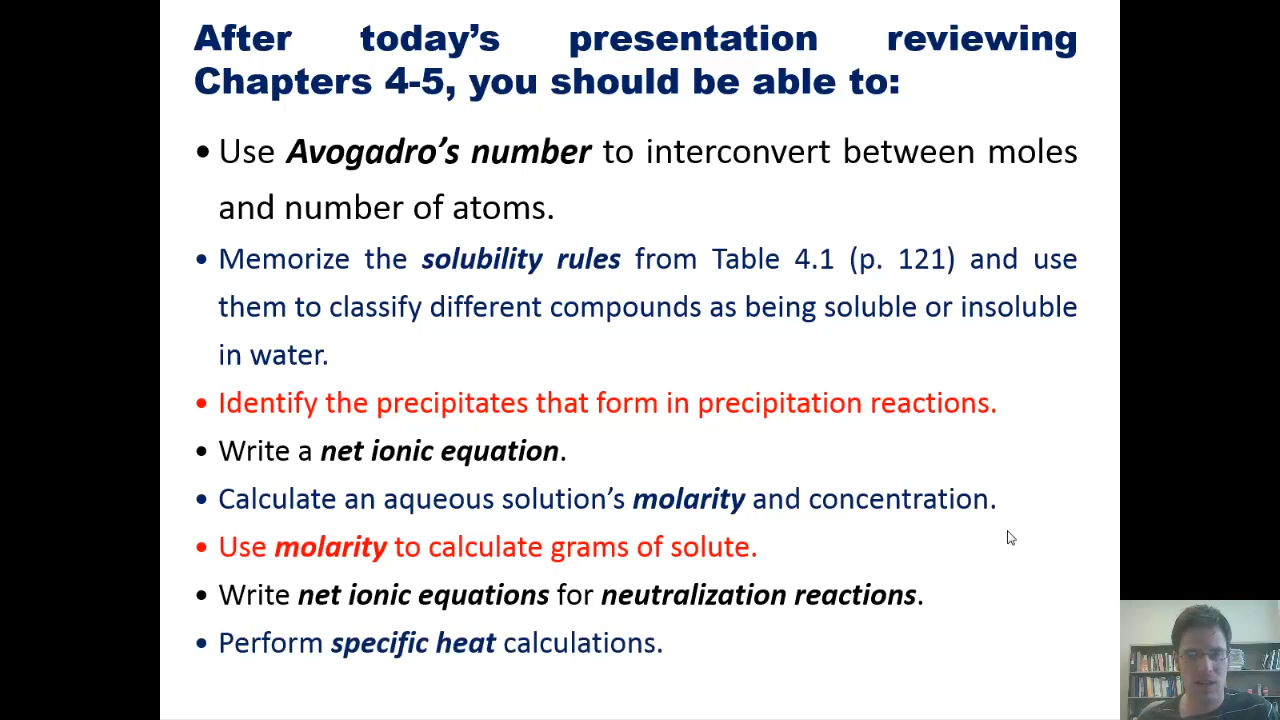 After today’s presentation reviewing
Chapters 4-5, you should be able to:
• Use Avogadro’s number to interconvert between moles
and number of atoms.
• Memorize the solubility rules from Table 4.1 (p. 121) and use
them to classify different compounds as being soluble or insoluble
in water.
• Identify the precipitates that form in precipitation reactions.
• Write a net ionic equation.
• Calculate an aqueous solution’s molarity and concentration.
• Use molarity to calculate grams of solute.
• Write net ionic equations for neutralization reactions.
• Perform specific heat calculations.